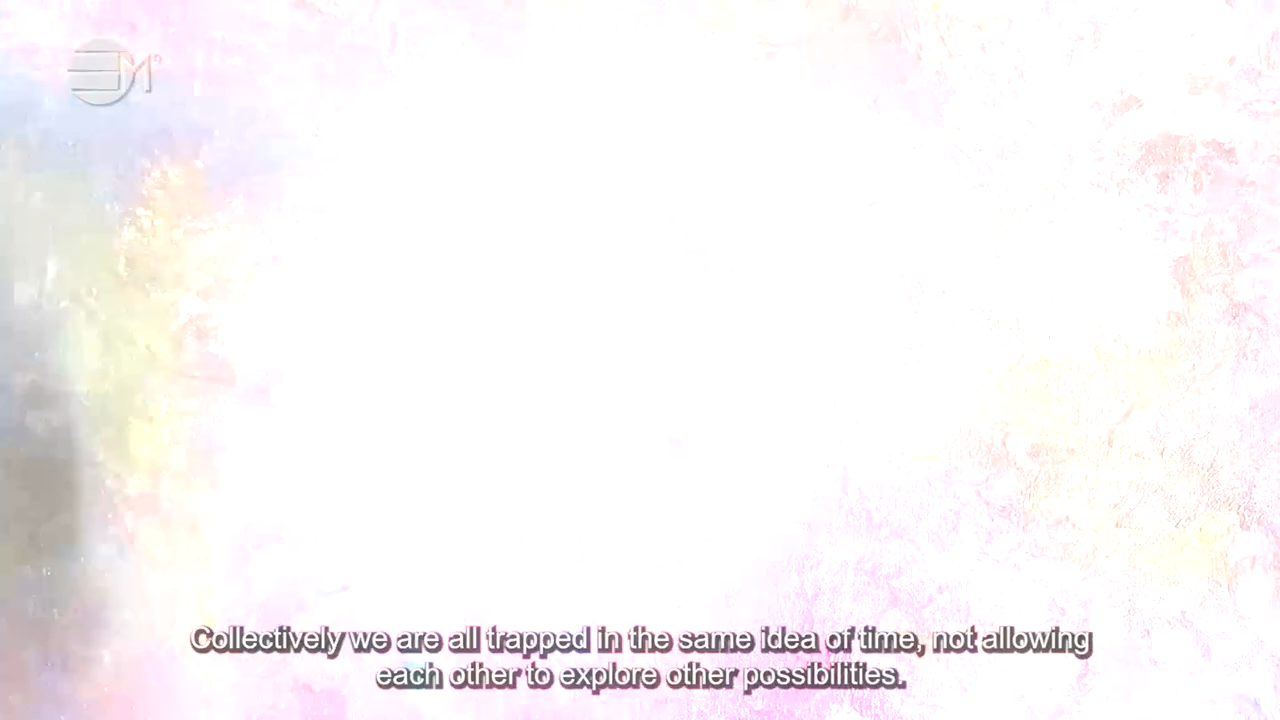 EM
Collectively we are all trapped in the same idea of time, not allowing
each other to explore other possibilities.